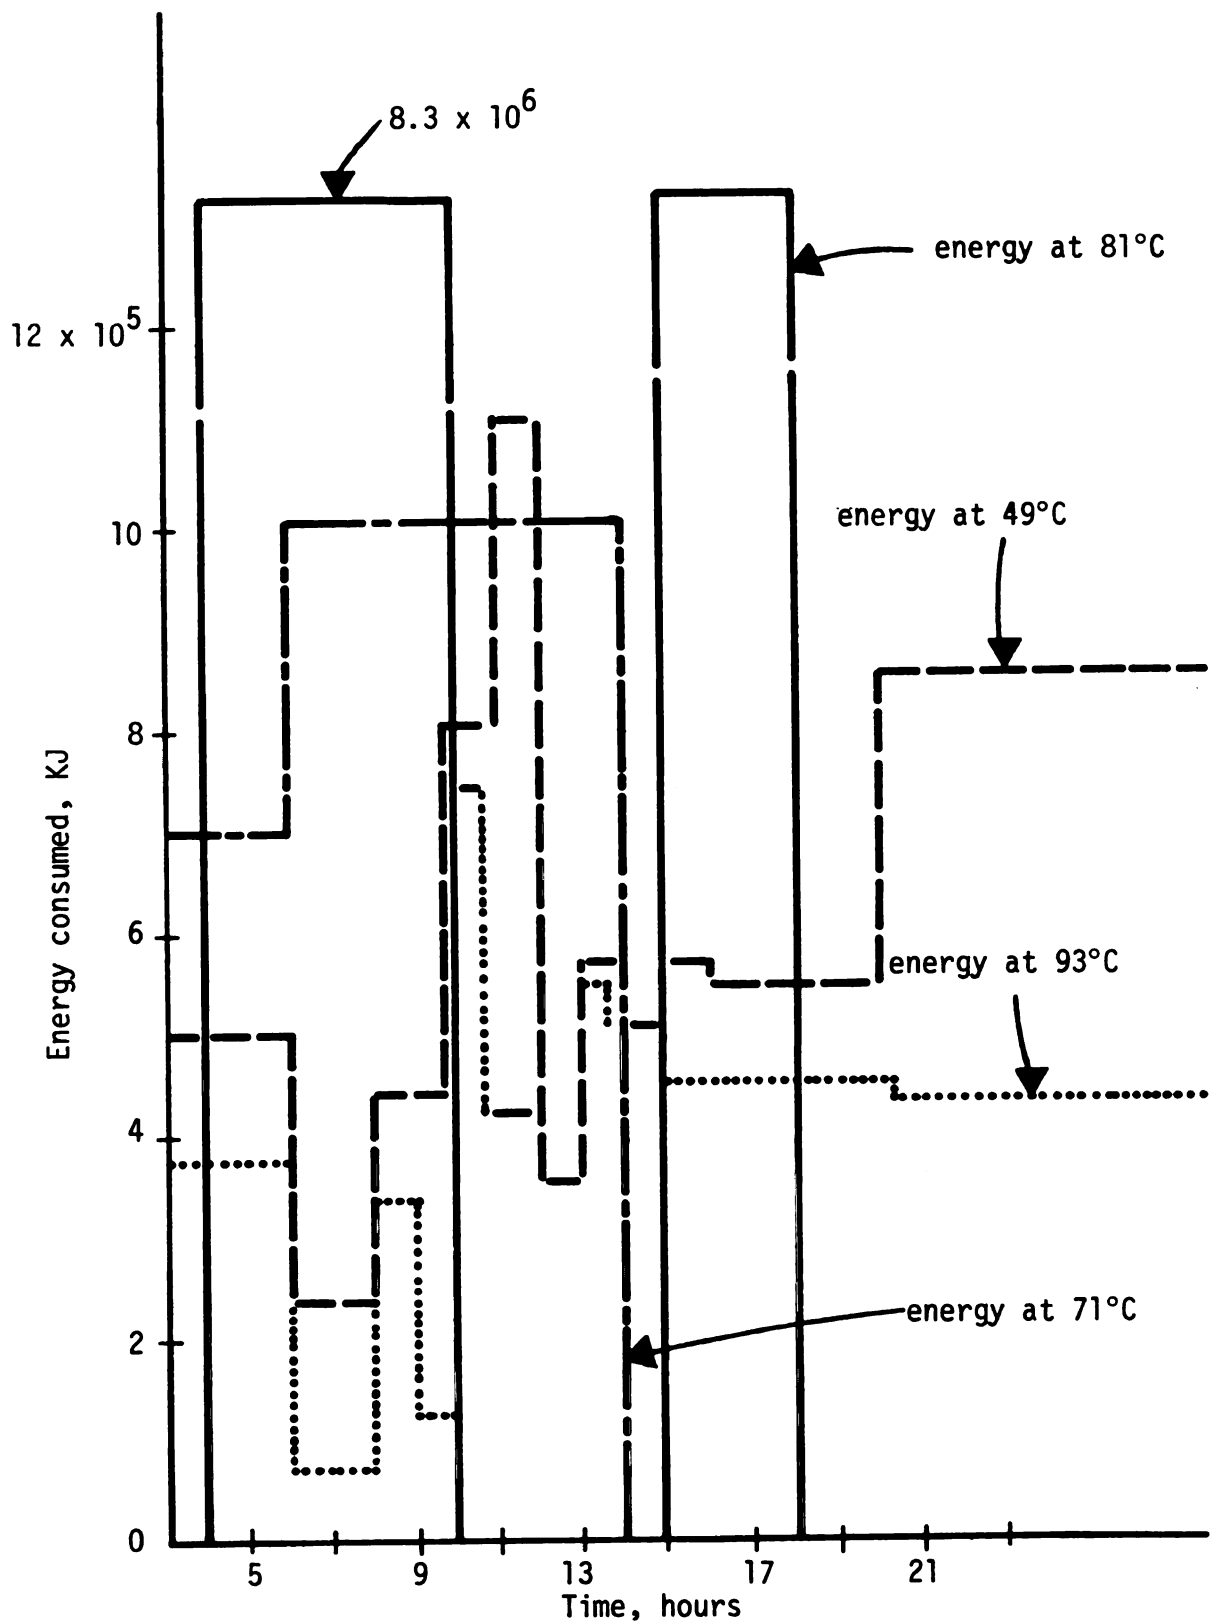 8.3 x 10^6
energy at 81°C
12 x 10^5
10
energy at 49°C
8
Energy consumed, KJ
6
energy at 93°C
4
energy at 71°C
2
0
5 9 13 17 21
Time, hours